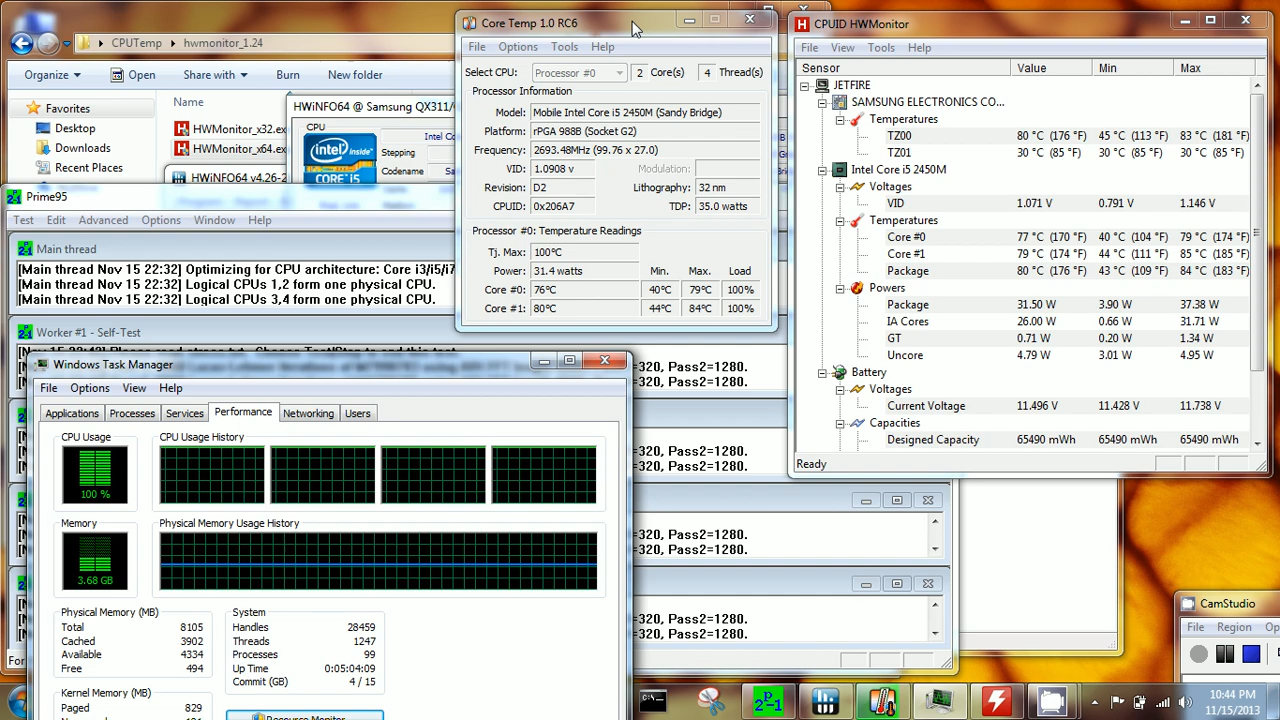 CPUTemp
hwmonitor_1.24
Organize
Open
Share with
Burn
New folder
Favorites
Desktop
Downloads
Recent Places
Name
HWMonitor_x32.ex
HWMonitor_x64.ex
HWiNFO64 v4.26-2
HWiNFO64 @ Samsung QX311/
CPU
intel
inside™
CORE™ i5
Intel Co
Stepping
Codename
Prime95
Test Edit Advanced Options Window Help
Main thread
[Main thread Nov 15 22:32] Optimizing for CPU architecture: Core i3/i5/i7
[Main thread Nov 15 22:32] Logical CPUs 1,2 form one physical CPU.
[Main thread Nov 15 22:32] Logical CPUs 3,4 form one physical CPU.
Worker #1 - Self-Test
=320, Pass2=1280.
=320, Pass2=1280.
=320, Pass2=1280.
=320, Pass2=1280.
=320, Pass2=1280.
=320, Pass2=1280.
=320, Pass2=1280.
=320, Pass2=1280.
For
Core Temp 1.0 RC6
File Options Tools Help
Select CPU: Processor #0 2 Core(s) 4 Thread(s)
Processor Information
Model: Mobile Intel Core i5 2450M (Sandy Bridge)
Platform: rPGA 988B (Socket G2)
Frequency: 2693.48MHz (99.76 x 27.0)
VID: 1.0908 v Modulation:
Revision: D2 Lithography: 32 nm
CPUID: 0x206A7 TDP: 35.0 watts
Processor #0: Temperature Readings
Tj. Max: 100°C
Power: 31.4 watts Min. Max. Load
Core #0: 76°C 40°C 79°C 100%
Core #1: 80°C 44°C 84°C 100%
CPUID HWMonitor
File View Tools Help
Sensor Value Min Max
JETFIRE
SAMSUNG ELECTRONICS CO...
Temperatures
TZ00 80 °C (176 °F) 45 °C (113 °F) 83 °C (181 °F)
TZ01 30 °C (85 °F) 30 °C (85 °F) 30 °C (85 °F)
Intel Core i5 2450M
Voltages
VID 1.071 V 0.791 V 1.146 V
Temperatures
Core #0 77 °C (170 °F) 40 °C (104 °F) 79 °C (174 °F)
Core #1 79 °C (174 °F) 44 °C (111 °F) 85 °C (185 °F)
Package 80 °C (176 °F) 43 °C (109 °F) 84 °C (183 °F)
Powers
Package 31.50 W 3.90 W 37.38 W
IA Cores 26.00 W 0.66 W 31.71 W
GT 0.71 W 0.20 W 1.34 W
Uncore 4.79 W 3.01 W 4.95 W
Battery
Voltages
Current Voltage 11.496 V 11.428 V 11.738 V
Capacities
Designed Capacity 65490 mWh 65490 mWh 65490 mWh
Ready
Windows Task Manager
File Options View Help
Applications Processes Services Performance Networking Users
CPU Usage CPU Usage History
100 %
Memory Physical Memory Usage History
3.68 GB
Physical Memory (MB)
Total 8105
Cached 3902
Available 4334
Free 494
Kernel Memory (MB)
Paged 829
System
Handles 28459
Threads 1247
Processes 99
Up Time 0:05:04:09
Commit (GB) 4 / 15
Resource Monitor
CamStudio
File Region Op
10:44 PM
11/15/2013